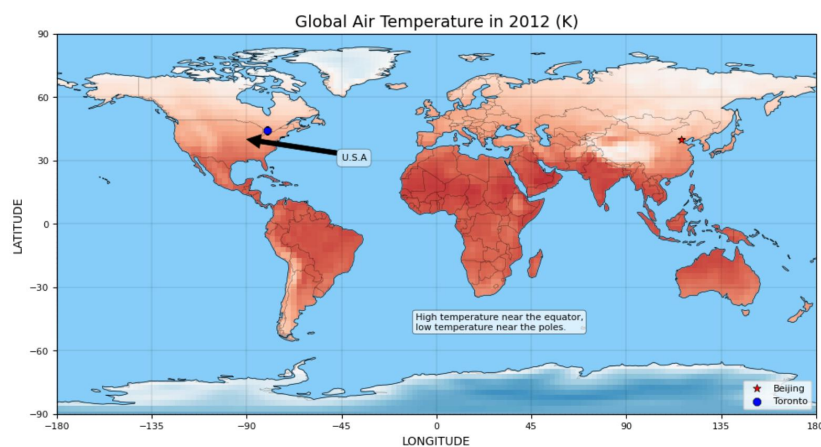 Global Air Temperature in 2012 (K)
90
60
30
0
−30
−60
−90
LATITUDE
U.S.A
High temperature near the equator,
low temperature near the poles.
Beijing
Toronto
−180 −135 −90 −45 0 45 90 135 180
LONGITUDE